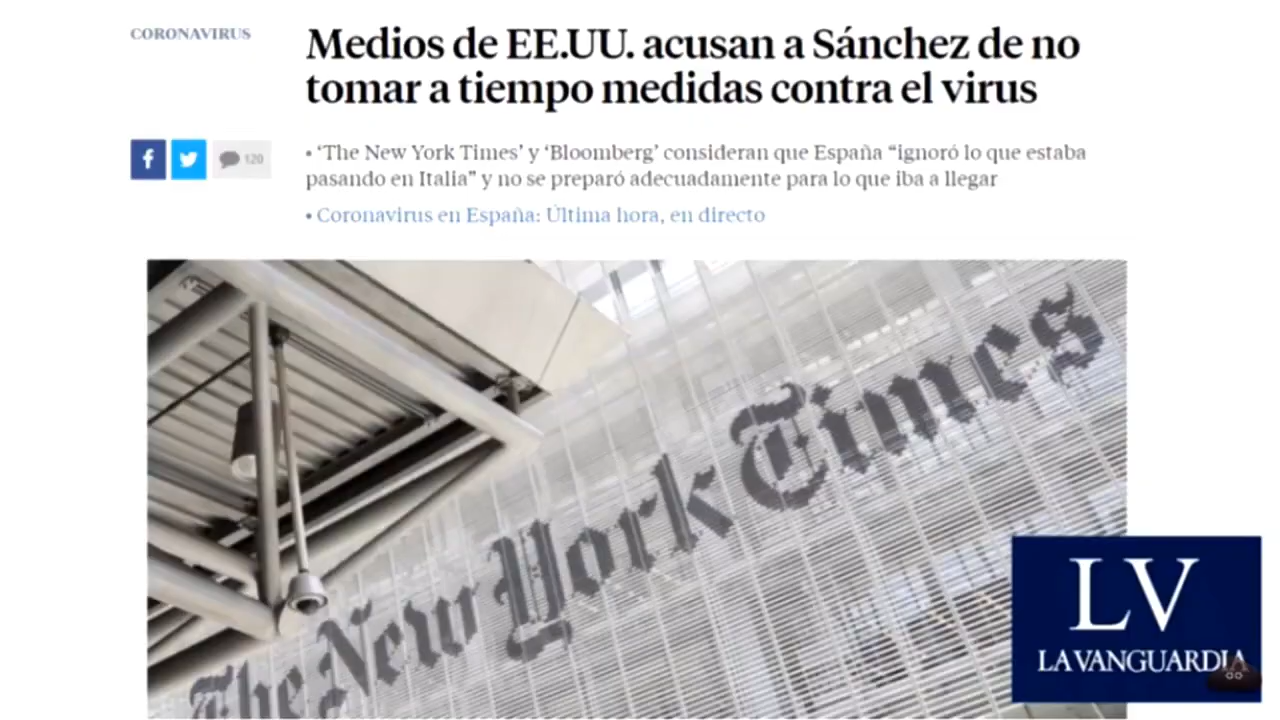 CORONAVIRUS
Medios de EE.UU. acusan a Sánchez de no
tomar a tiempo medidas contra el virus
120
• ‘The New York Times’ y ‘Bloomberg’ consideran que España “ignoró lo que estaba
pasando en Italia” y no se preparó adecuadamente para lo que iba a llegar
• Coronavirus en España: Última hora, en directo
The New York Times
LV
LA VANGUARDIA